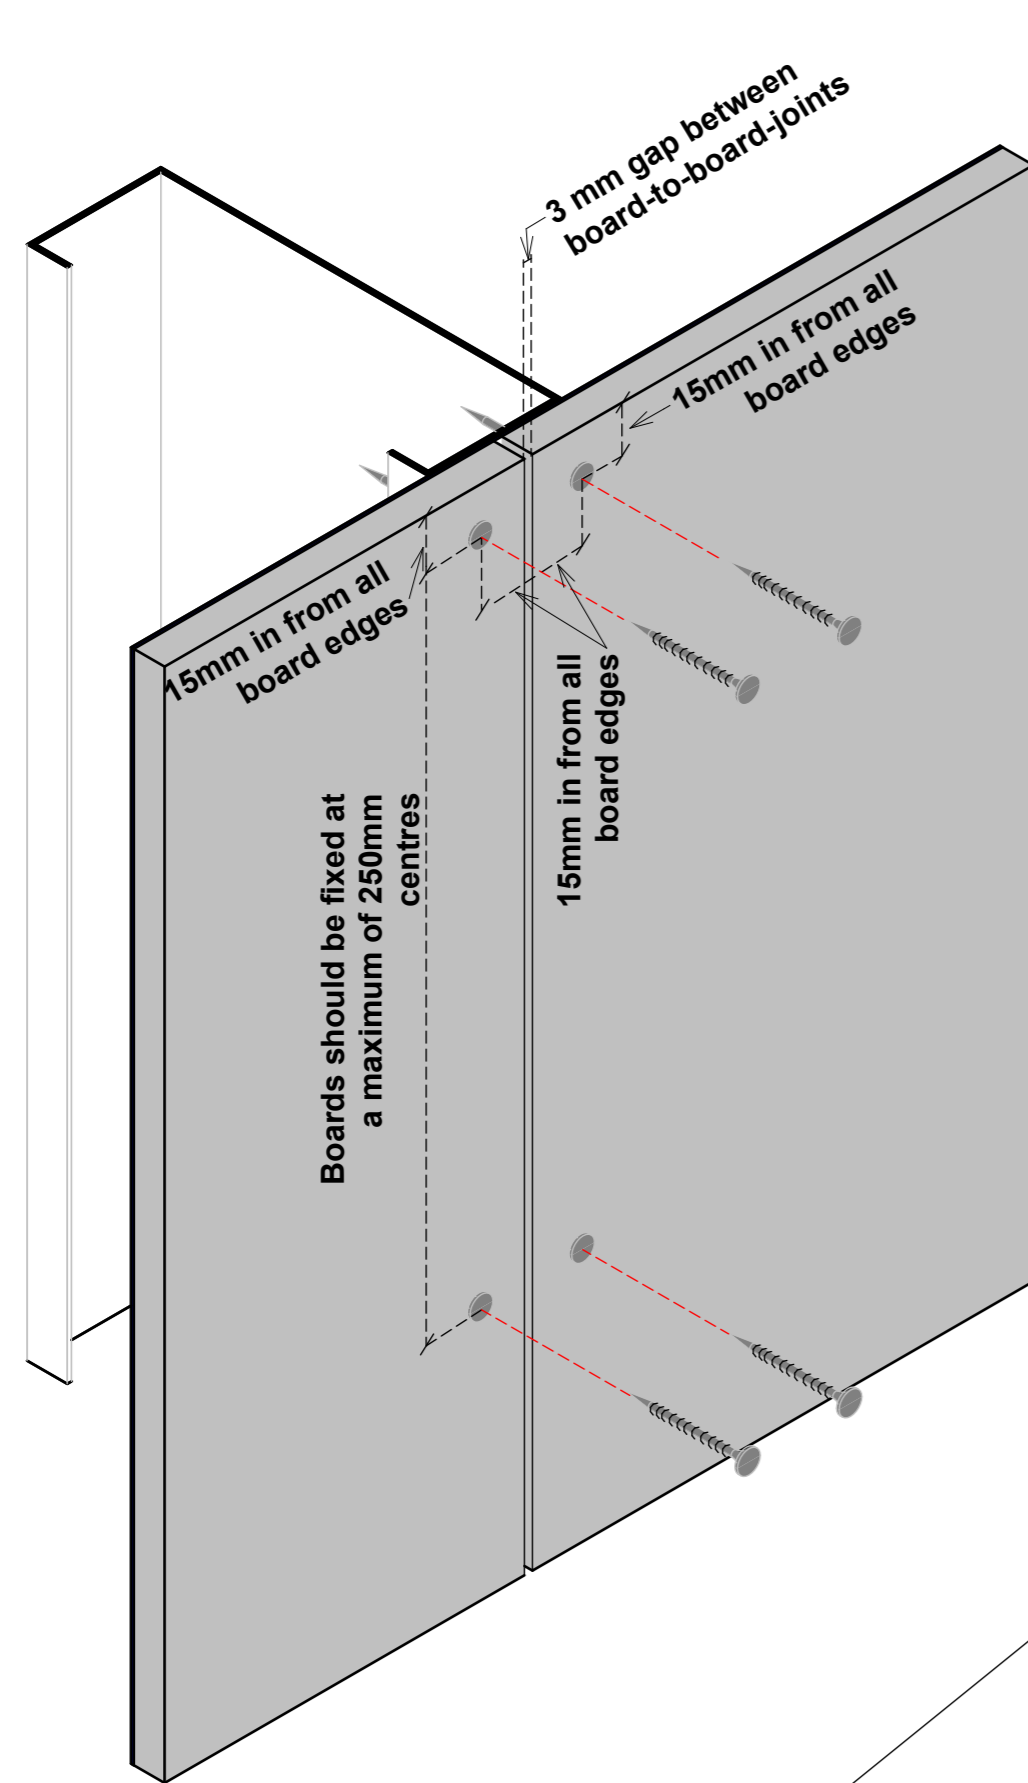 3 mm gap between
board-to-board-joints
15mm in from all
board edges
15mm in from all
board edges
15mm in from all
board edges
Boards should be fixed at
a maximum of 250mm
centres